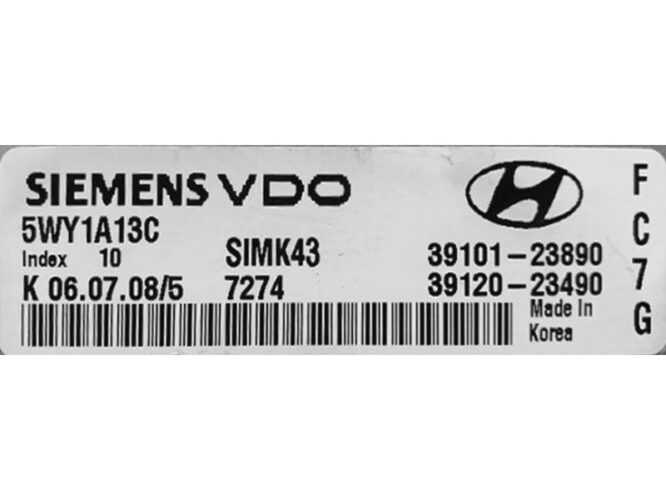 SIEMENS VDO
5WY1A13C
Index 10 SIMK43 39101-23890
K 06.07.08/5 7274 39120-23490
Made In
Korea
F
C
7
G